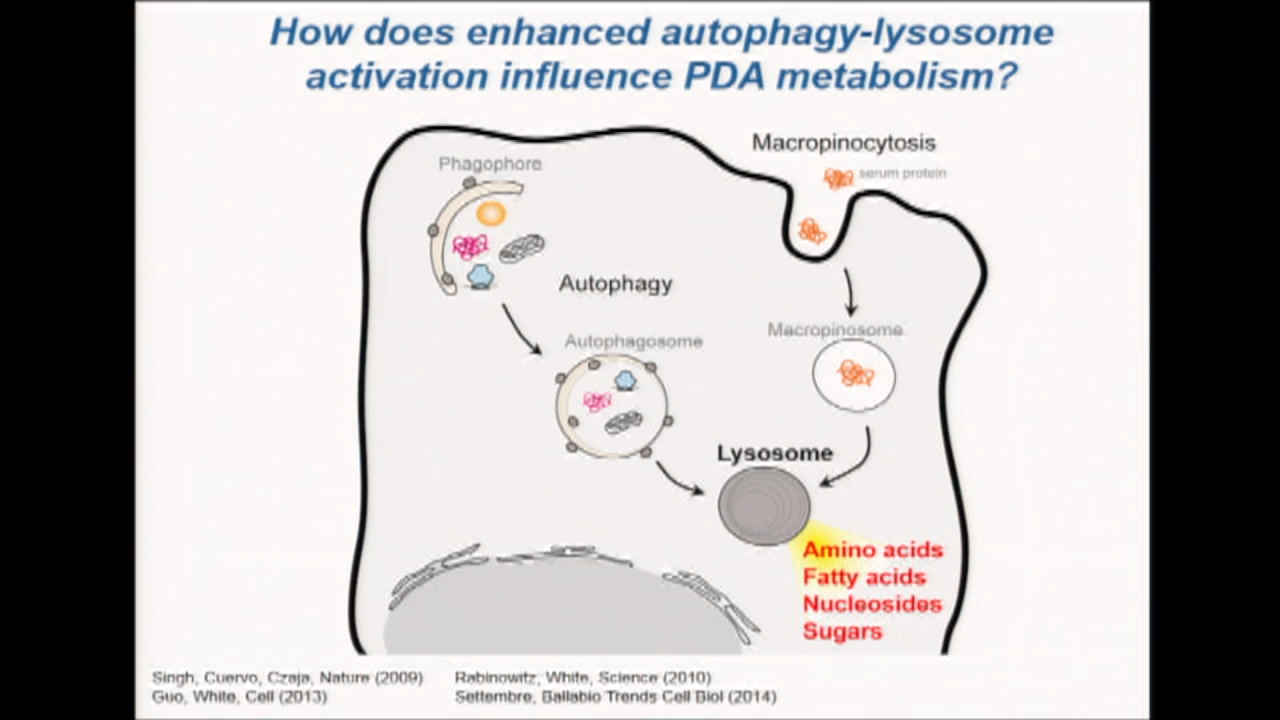 How does enhanced autophagy-lysosome
activation influence PDA metabolism?
Macropinocytosis
serum protein
Phagophore
Autophagy
Autophagosome
Macropinosome
Lysosome
Amino acids
Fatty acids
Nucleosides
Sugars
Singh, Cuervo, Czaja, Nature (2009)
Guo, White, Cell (2013)
Rabinowitz, White, Science (2010)
Settembre, Ballabio Trends Cell Biol (2014)